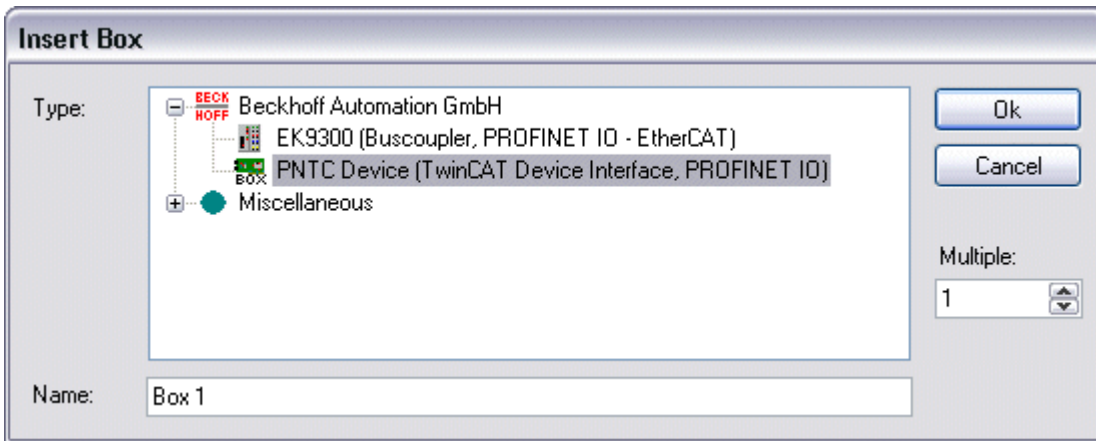 Insert Box
Type:
BECK
HOFF
Beckhoff Automation GmbH
EK9300 (Buscoupler, PROFINET IO - EtherCAT)
BOX
PNTC Device (TwinCAT Device Interface, PROFINET IO)
Miscellaneous
Ok
Cancel
Multiple:
1
Name:
Box 1